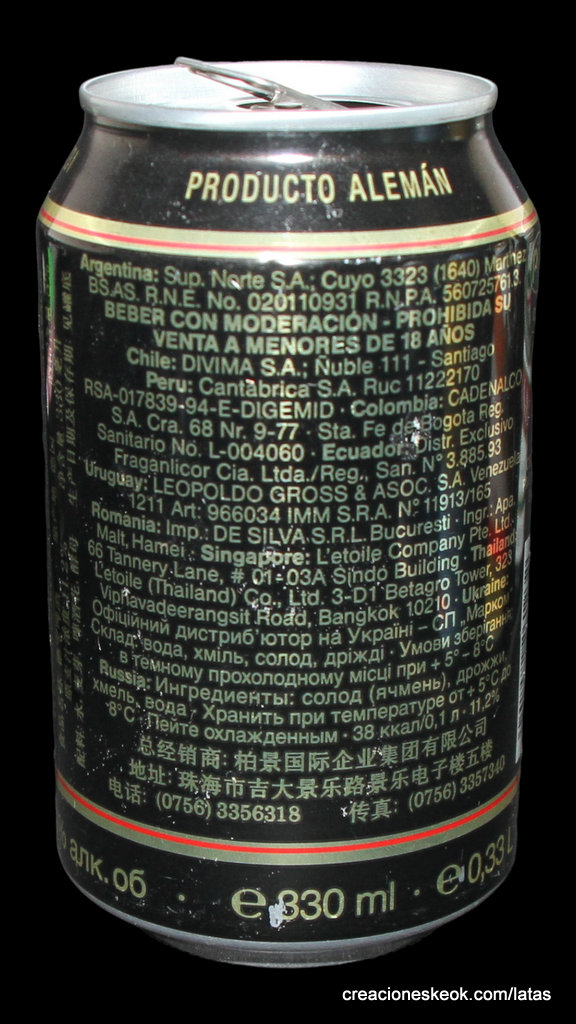 PRODUCTO ALEMÁN
Argentina: Sup. Norte S.A.; Cuyo 3323 (1640) Martinez
BS.AS. R.N.E. No. 020110931 R.N.P.A. 5607257613
BEBER CON MODERACIÓN - PROHIBIDA SU
VENTA A MENORES DE 18 AÑOS
Chile: DIVIMA S.A.; Ñuble 111 - Santiago
Peru: Cantabrica S.A. Ruc 11222170
RSA-017839-94-E-DIGEMID · Colombia: CADENALCO
S.A. Cra. 68 Nr. 9-77 Sta. Fe de Bogota Reg.
Sanitario No. L-004060 · Ecuador: Distr. Exclusivo
Fraganlicor Cia. Ltda./Reg. San. N° 3.885.93
Uruguay: LEOPOLDO GROSS & ASOC. S.A. Venezuela
1211 Art: 966034 IMM S.R.A. N° 11913/165
Romania: Imp.: DE SILVA S.R.L. Bucuresti · Ingr.: Apa,
Malt, Hamei · Singapore: L'etoile Company Pte. Ltd.
66 Tannery Lane, # 01-03A Sindo Building · Thailand:
L'etoile (Thailand) Co., Ltd. 3-D1 Betagro Tower, 323
Viphavadeerangsit Road, Bangkok 10210 · Ukraine:
Офіційний дистриб'ютор на Україні – СП „Марком
Склад: вода, хміль, солод, дріжді · Умови зберігання:
в темному прохолодному місці при + 5° – 8°C
Russia: Ингредиенты: солод (ячмень), дрожжи,
хмель, вода · Хранить при температуре от + 5°C до
8°C · Пейте охлажденным · 38 ккал/0,1 л · 11,2%
总经销商: 柏景国际企业集团有限公司
地址: 珠海市吉大景乐路景乐电子楼五楼
电话: (0756) 3356318 传真: (0756) 3357340
% алк. об · ℮ 330 ml · ℮ 0,33 L
creacioneskeok.com/latas